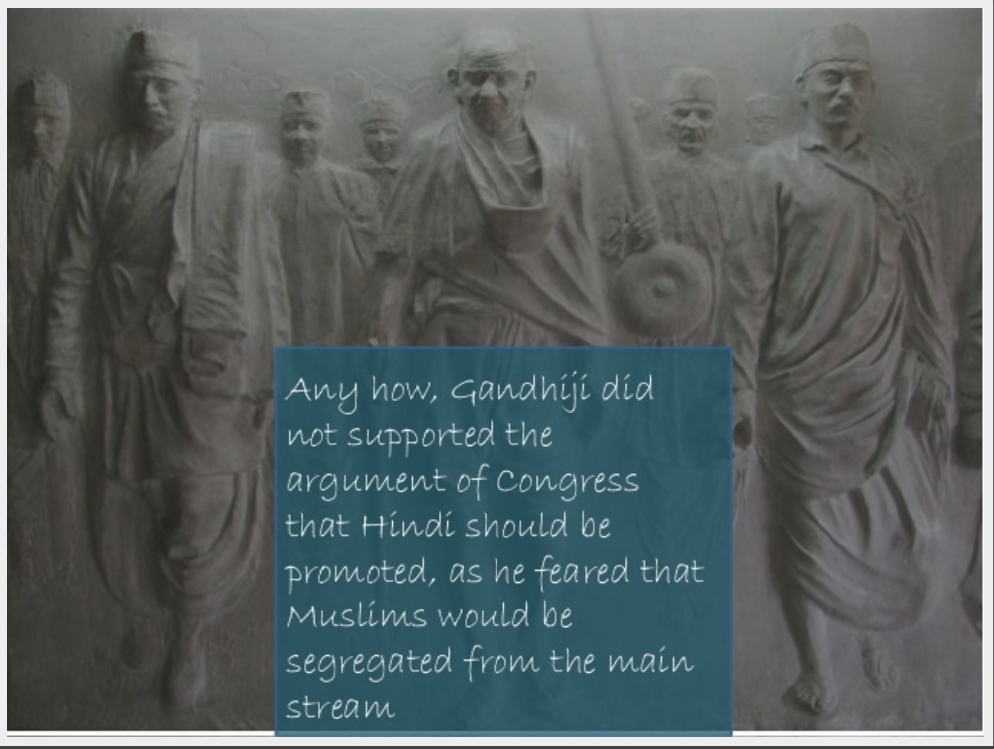 Any how, Gandhiji did
not supported the
argument of Congress
that Hindi should be
promoted, as he feared that
Muslims would be
segregated from the main
stream